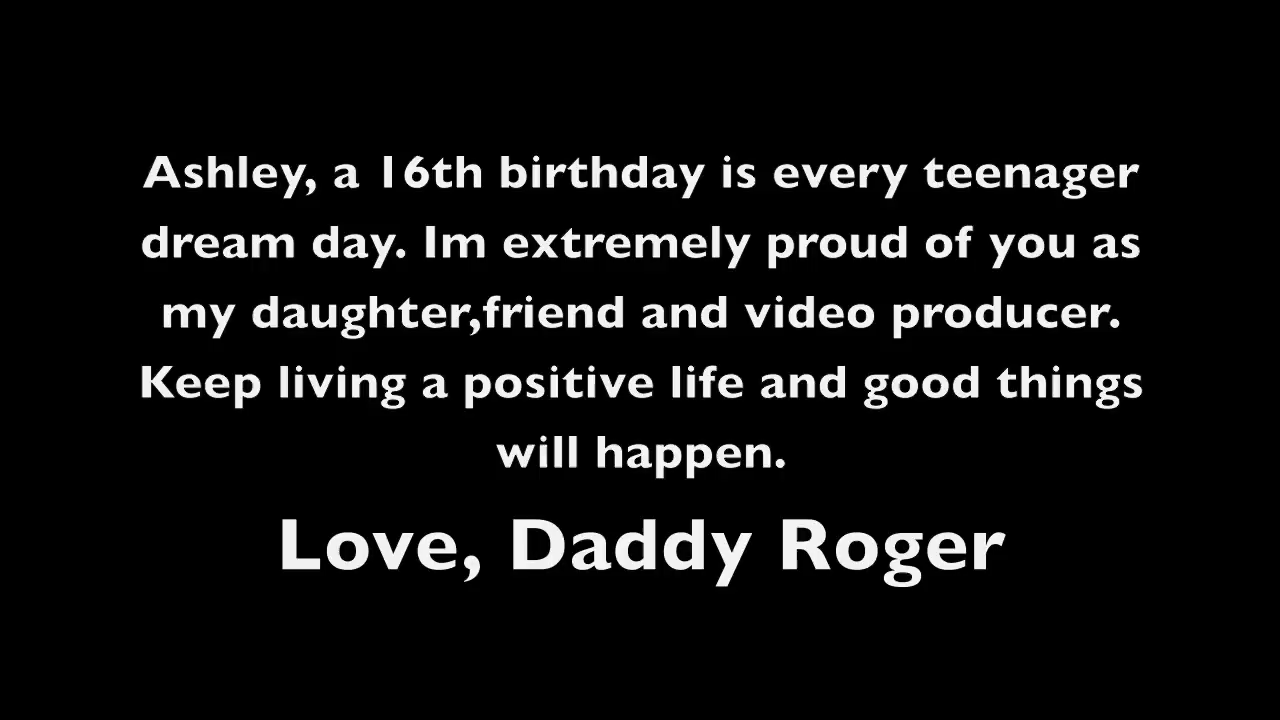 Ashley, a 16th birthday is every teenager
dream day. Im extremely proud of you as
my daughter,friend and video producer.
Keep living a positive life and good things
will happen.
Love, Daddy Roger